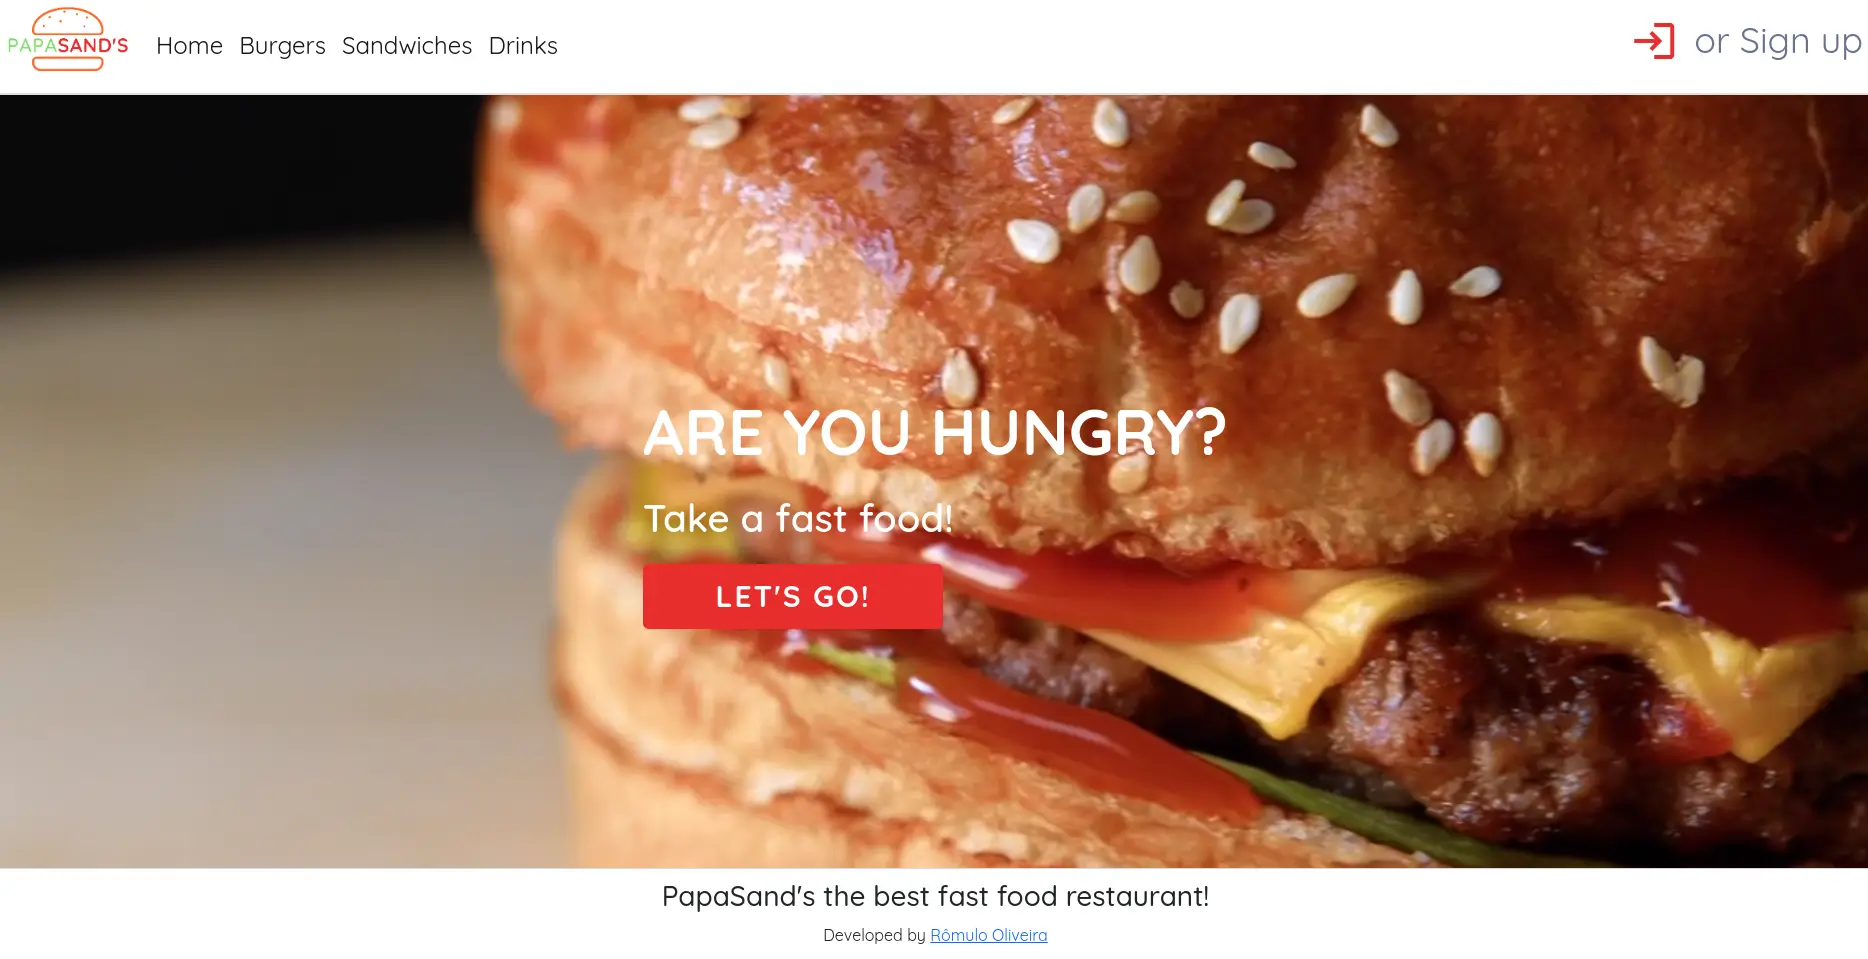 PAPASAND'S
Home Burgers Sandwiches Drinks
or Sign up
ARE YOU HUNGRY?
Take a fast food!
LET'S GO!
PapaSand's the best fast food restaurant!
Developed by Rômulo Oliveira